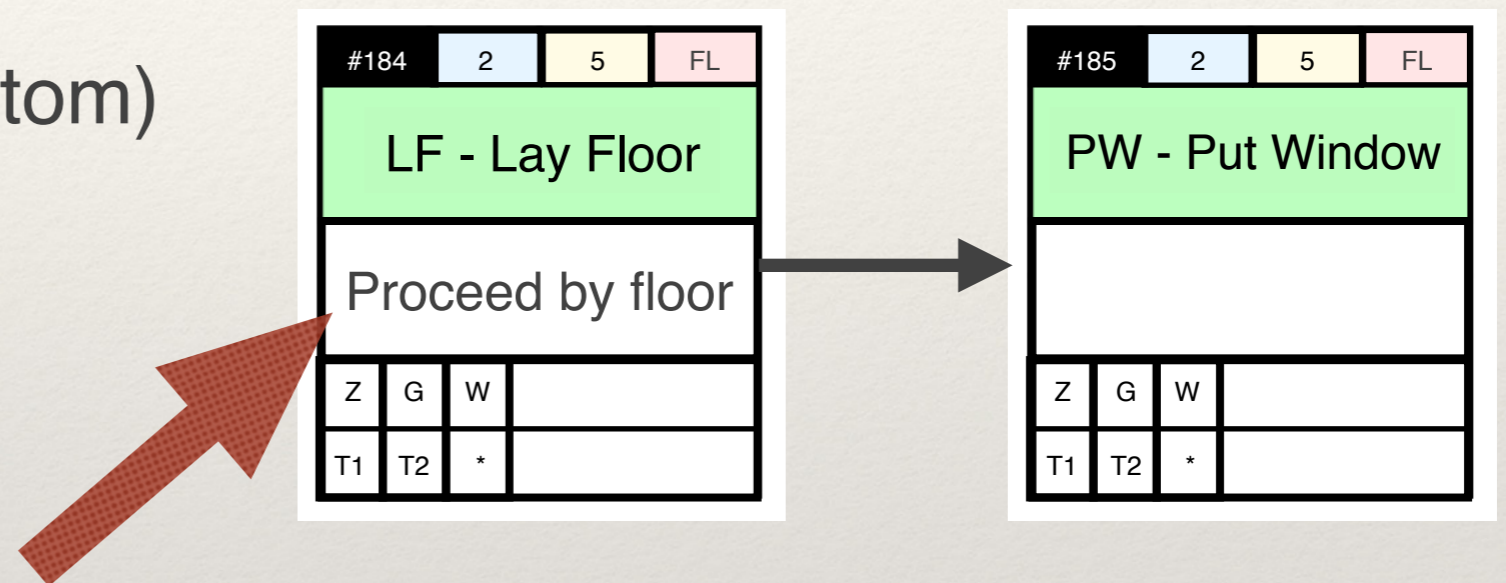 tom)
#184 2 5 FL
LF - Lay Floor
Proceed by floor
Z G W
T1 T2 *
#185 2 5 FL
PW - Put Window
Z G W
T1 T2 *